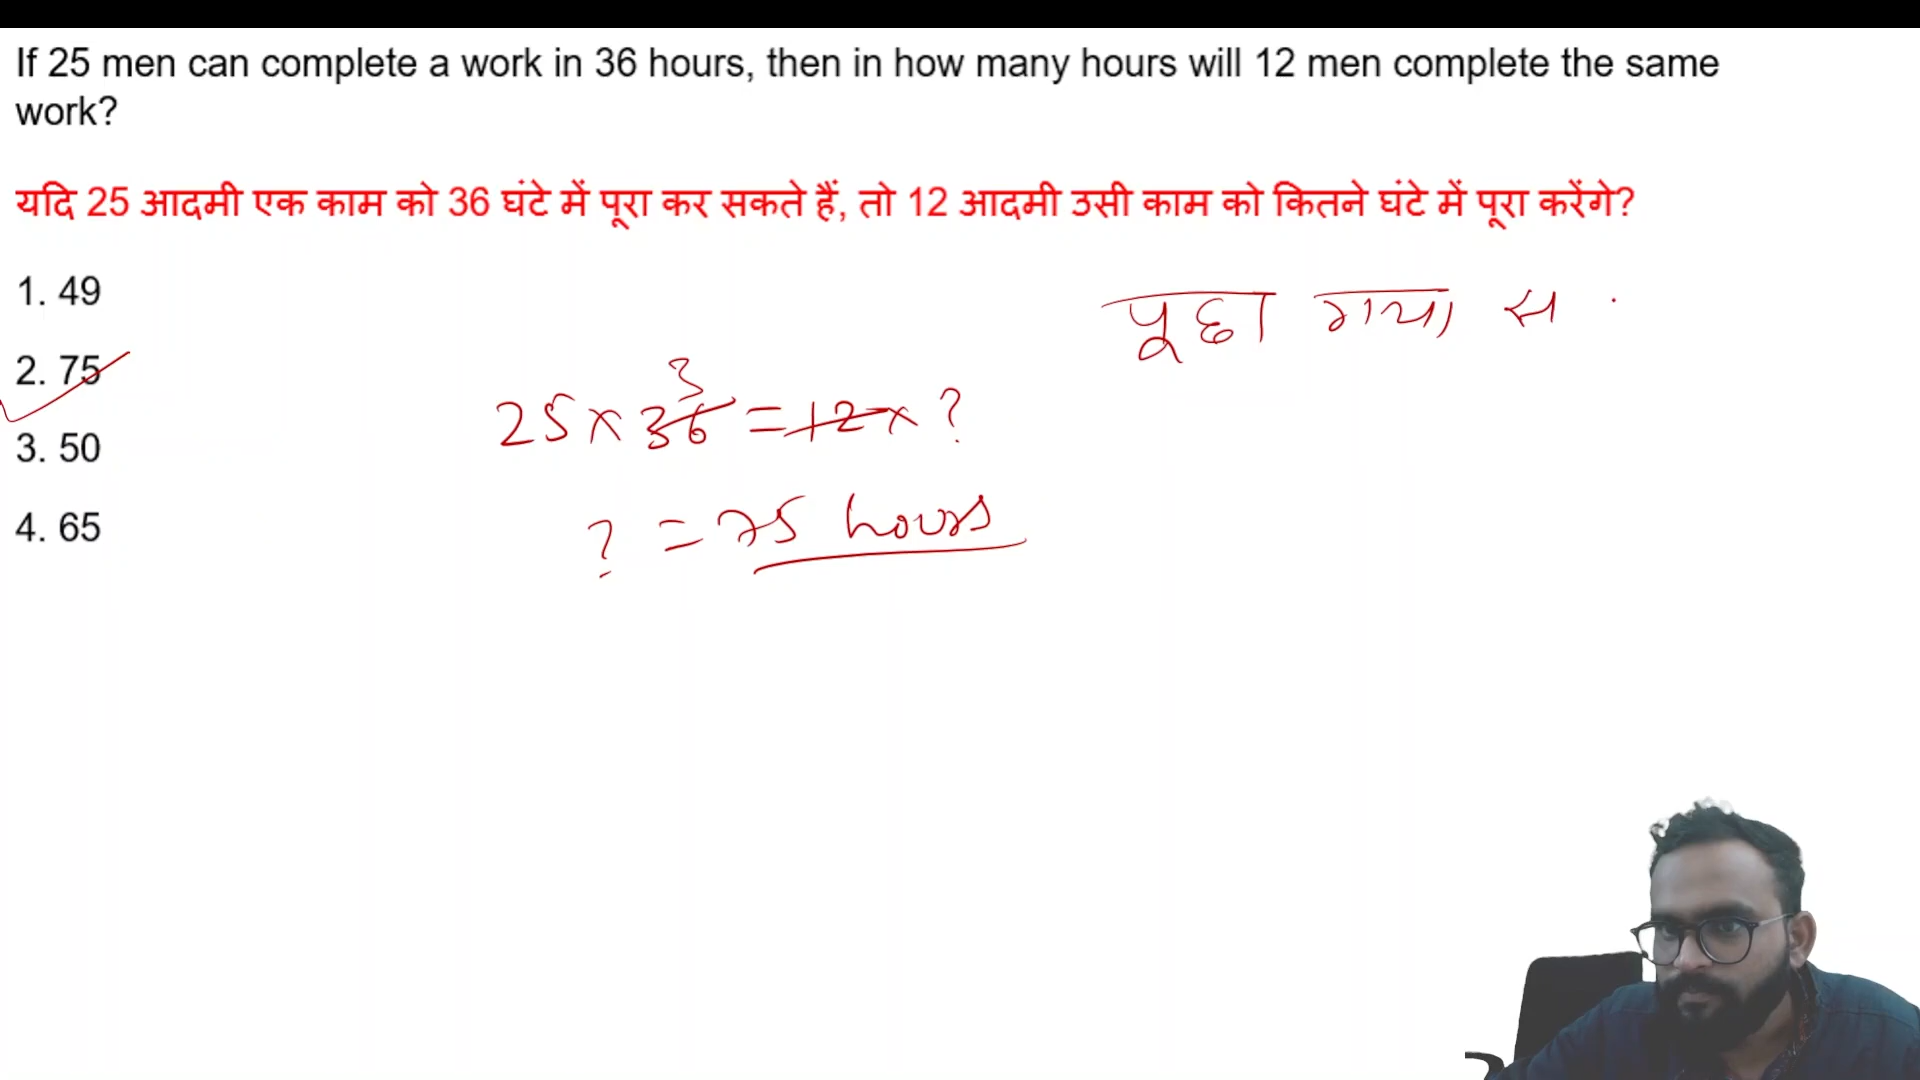 If 25 men can complete a work in 36 hours, then in how many hours will 12 men complete the same
work?
यदि 25 आदमी एक काम को 36 घंटे में पूरा कर सकते हैं, तो 12 आदमी उसी काम को कितने घंटे में पूरा करेंगे?
1. 49
2. 75
3. 50
4. 65
पूछा गया स
3
25 x 36 = 12 x ?
? = 75 hours